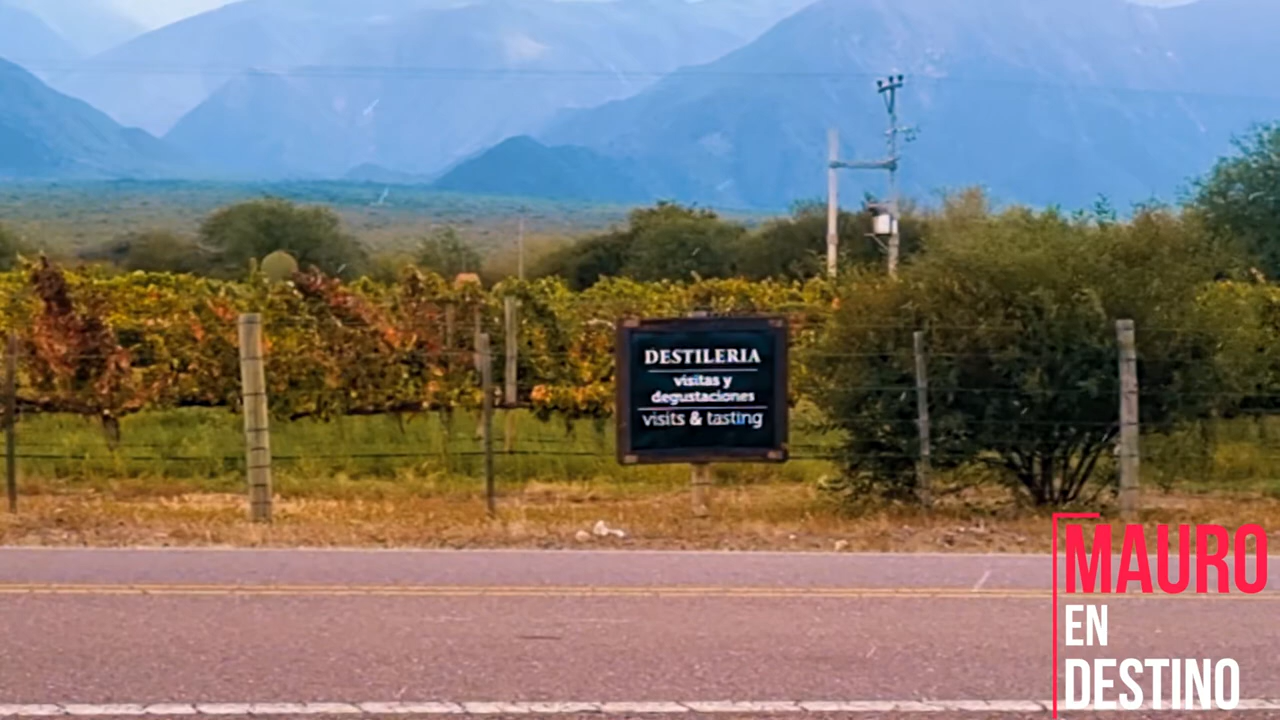 DESTILERIA
visitas y
degustaciones
visits & tasting
MAURO
EN
DESTINO